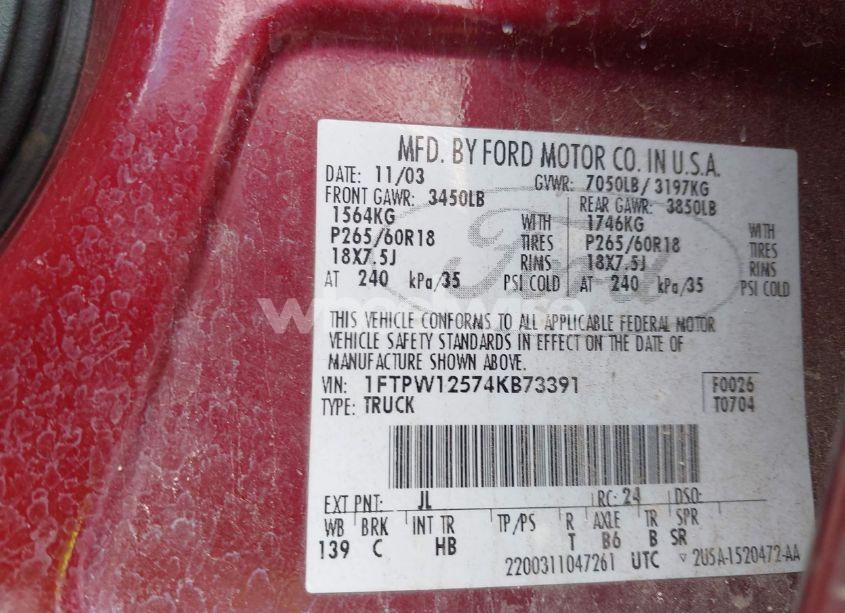 MFD. BY FORD MOTOR CO. IN U.S.A.
DATE: 11/03 GVWR: 7050LB/ 3197KG
FRONT GAWR: 3450LB REAR GAWR: 3850LB
1564KG WITH 1746KG WITH
P265/60R18 TIRES P265/60R18 TIRES
18X7.5J RIMS 18X7.5J RIMS
AT 240 kPa/35 PSI COLD AT 240 kPa/35 PSI COLD
Ford
THIS VEHICLE CONFORMS TO ALL APPLICABLE FEDERAL MOTOR
VEHICLE SAFETY STANDARDS IN EFFECT ON THE DATE OF
MANUFACTURE SHOWN ABOVE.
VIN: 1FTPW12574KB73391 F0026
TYPE: TRUCK T0704
EXT PNT: JL RC: 24 DSO:
WB BRK INT TR TP/PS R AXLE TR SPR
139 C HB T B6 B SR
2200311047261 UTC ▽ 2U5A-1520472-AA